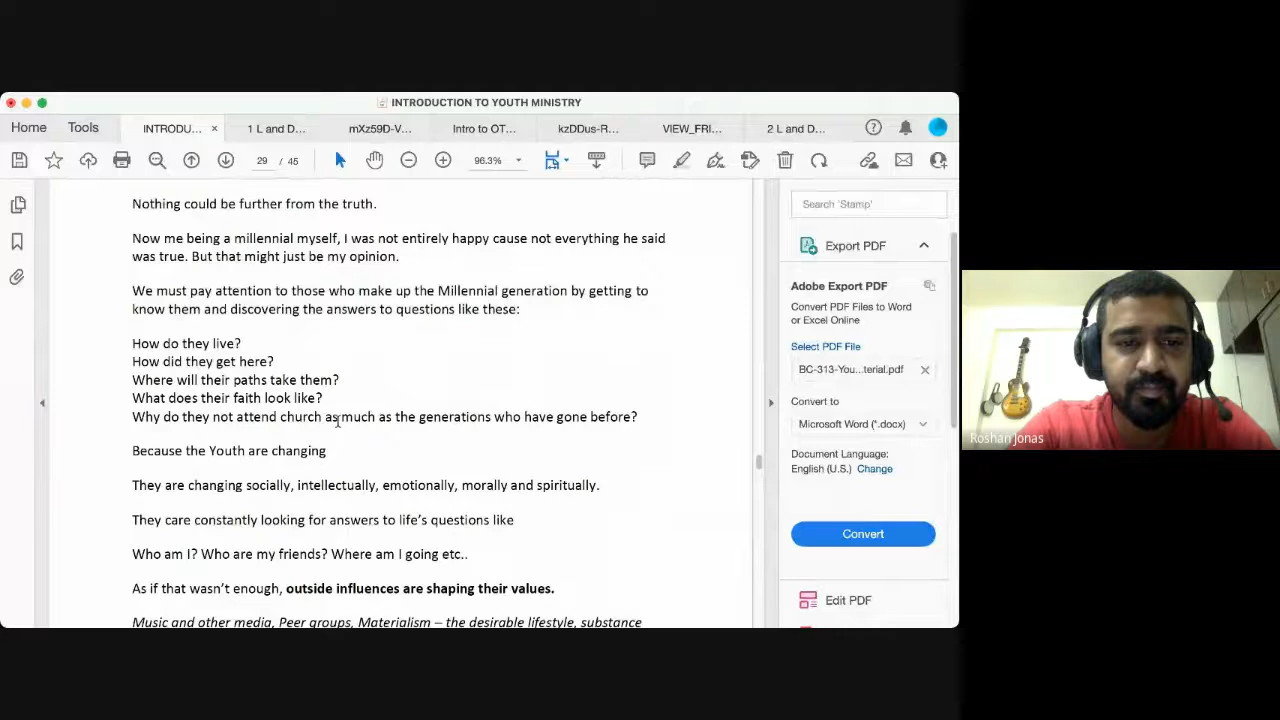 INTRODUCTION TO YOUTH MINISTRY
Home Tools INTRODU... × 1 L and D... mXz59D-V... Intro to OT... kzDDus-R... VIEW_FRI... 2 L and D...
29 / 45 96.3%
Nothing could be further from the truth.
Now me being a millennial myself, I was not entirely happy cause not everything he said
was true. But that might just be my opinion.
We must pay attention to those who make up the Millennial generation by getting to
know them and discovering the answers to questions like these:
How do they live?
How did they get here?
Where will their paths take them?
What does their faith look like?
Why do they not attend church as much as the generations who have gone before?
Because the Youth are changing
They are changing socially, intellectually, emotionally, morally and spiritually.
They care constantly looking for answers to life's questions like
Who am I? Who are my friends? Where am I going etc..
As if that wasn't enough, outside influences are shaping their values.
Music and other media, Peer groups, Materialism – the desirable lifestyle, substance
Search 'Stamp'
Export PDF
Adobe Export PDF
Convert PDF Files to Word
or Excel Online
Select PDF File
BC-313-You...terial.pdf
Convert to
Microsoft Word (*.docx)
Document Language:
English (U.S.) Change
Convert
Edit PDF
Roshan Jonas